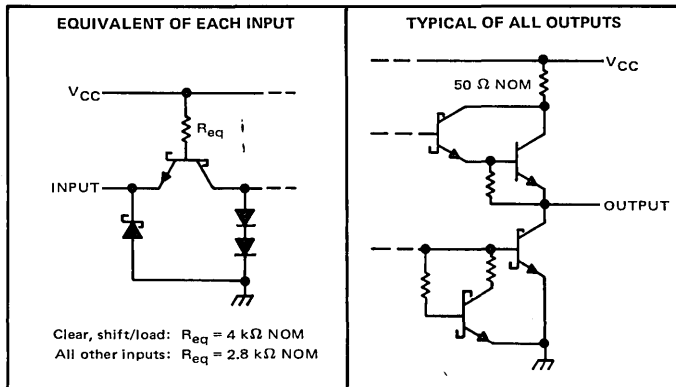 EQUIVALENT OF EACH INPUT
VCC
Req
INPUT
Clear, shift/load: Req = 4 kΩ NOM
All other inputs: Req = 2.8 kΩ NOM
TYPICAL OF ALL OUTPUTS
VCC
50 Ω NOM
OUTPUT